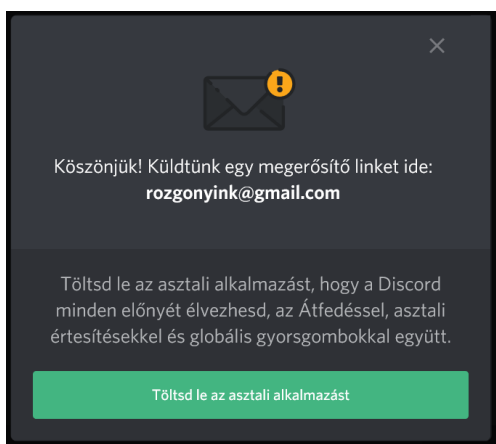 Köszönjük! Küldtünk egy megerősítő linket ide:
rozgonyink@gmail.com
Töltsd le az asztali alkalmazást, hogy a Discord
minden előnyét élvezhesd, az Átfedéssel, asztali
értesítésekkel és globális gyorsgombokkal együtt.
Töltsd le az asztali alkalmazást